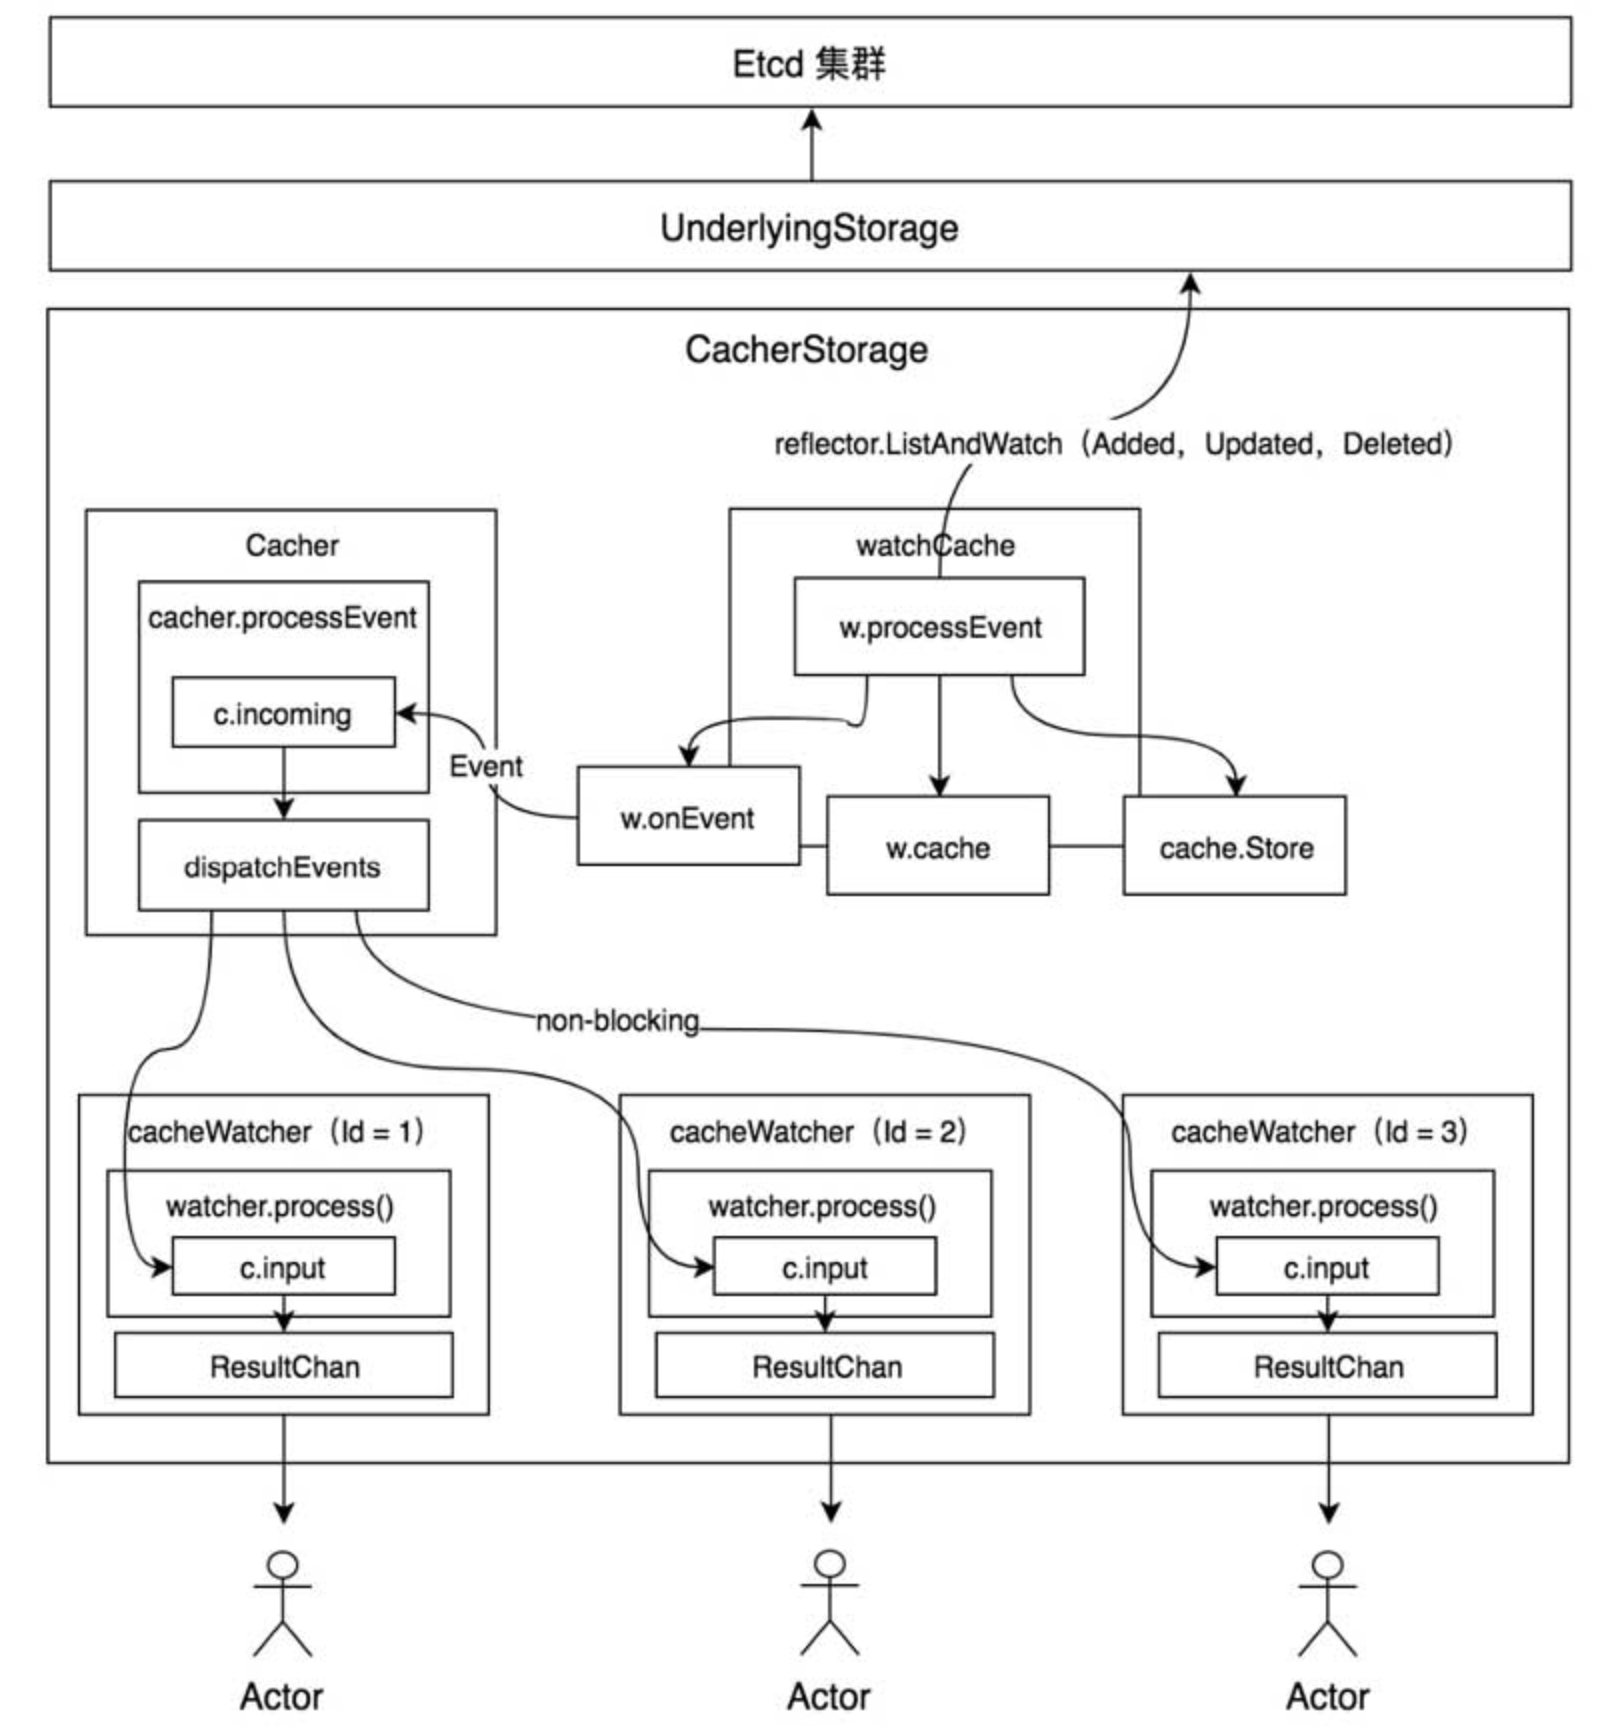 Etcd 集群
UnderlyingStorage
CacherStorage
reflector.ListAndWatch（Added，Updated，Deleted）
Cacher
watchCache
cacher.processEvent
w.processEvent
c.incoming
Event
w.onEvent
w.cache
cache.Store
dispatchEvents
non-blocking
cacheWatcher（Id = 1）
cacheWatcher（Id = 2）
cacheWatcher（Id = 3）
watcher.process()
watcher.process()
watcher.process()
c.input
c.input
c.input
ResultChan
ResultChan
ResultChan
Actor
Actor
Actor